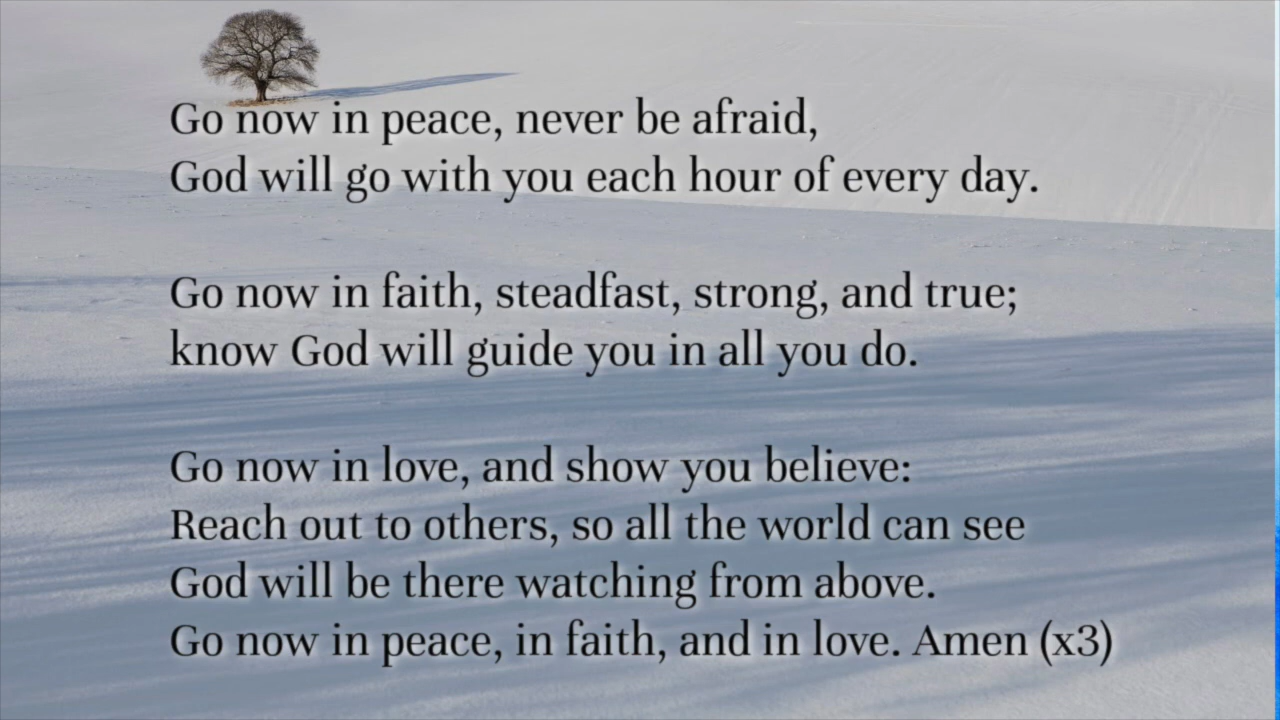 Go now in peace, never be afraid,
God will go with you each hour of every day.
Go now in faith, steadfast, strong, and true;
know God will guide you in all you do.
Go now in love, and show you believe:
Reach out to others, so all the world can see
God will be there watching from above.
Go now in peace, in faith, and in love. Amen (x3)